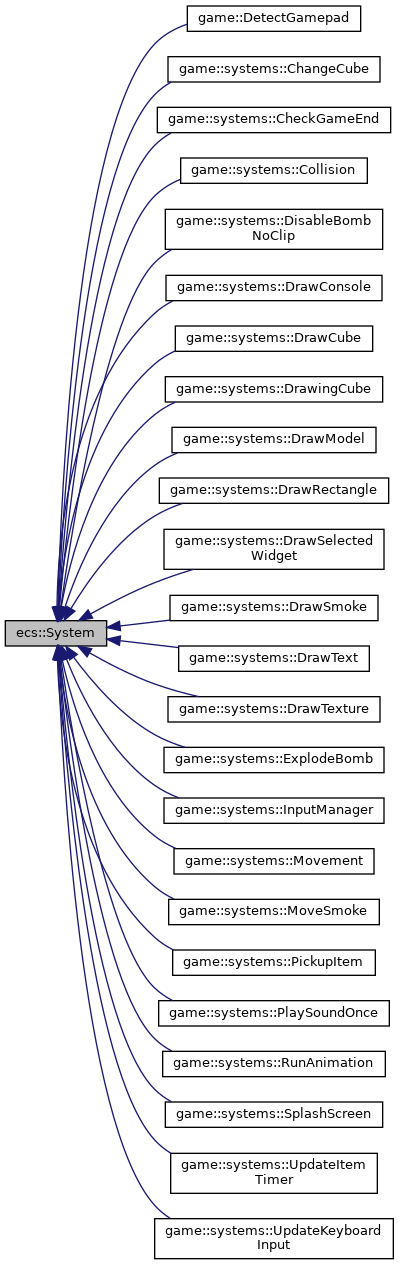 game::DetectGamepad
game::systems::ChangeCube
game::systems::CheckGameEnd
game::systems::Collision
game::systems::DisableBomb
NoClip
game::systems::DrawConsole
game::systems::DrawCube
game::systems::DrawingCube
game::systems::DrawModel
game::systems::DrawRectangle
game::systems::DrawSelected
Widget
game::systems::DrawSmoke
ecs::System
game::systems::DrawText
game::systems::DrawTexture
game::systems::ExplodeBomb
game::systems::InputManager
game::systems::Movement
game::systems::MoveSmoke
game::systems::PickupItem
game::systems::PlaySoundOnce
game::systems::RunAnimation
game::systems::SplashScreen
game::systems::UpdateItem
Timer
game::systems::UpdateKeyboard
Input